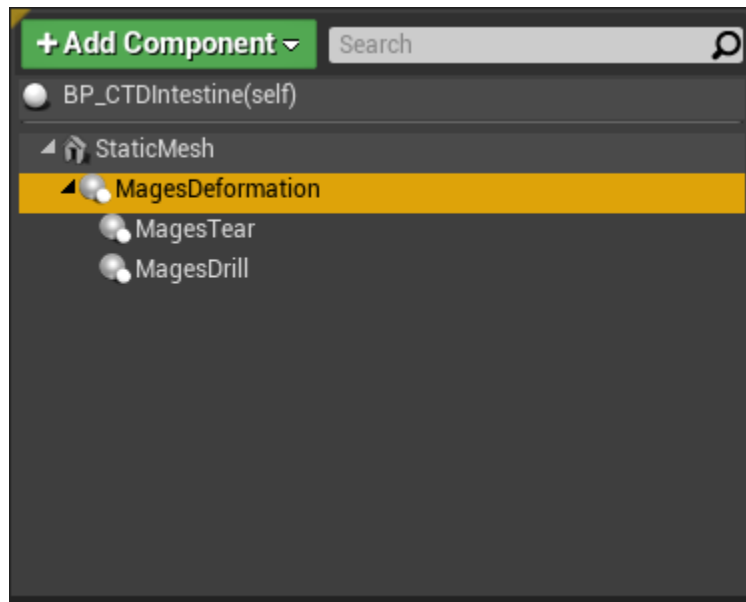 + Add Component Search
BP_CTDIntestine(self)
StaticMesh
MagesDeformation
MagesTear
MagesDrill